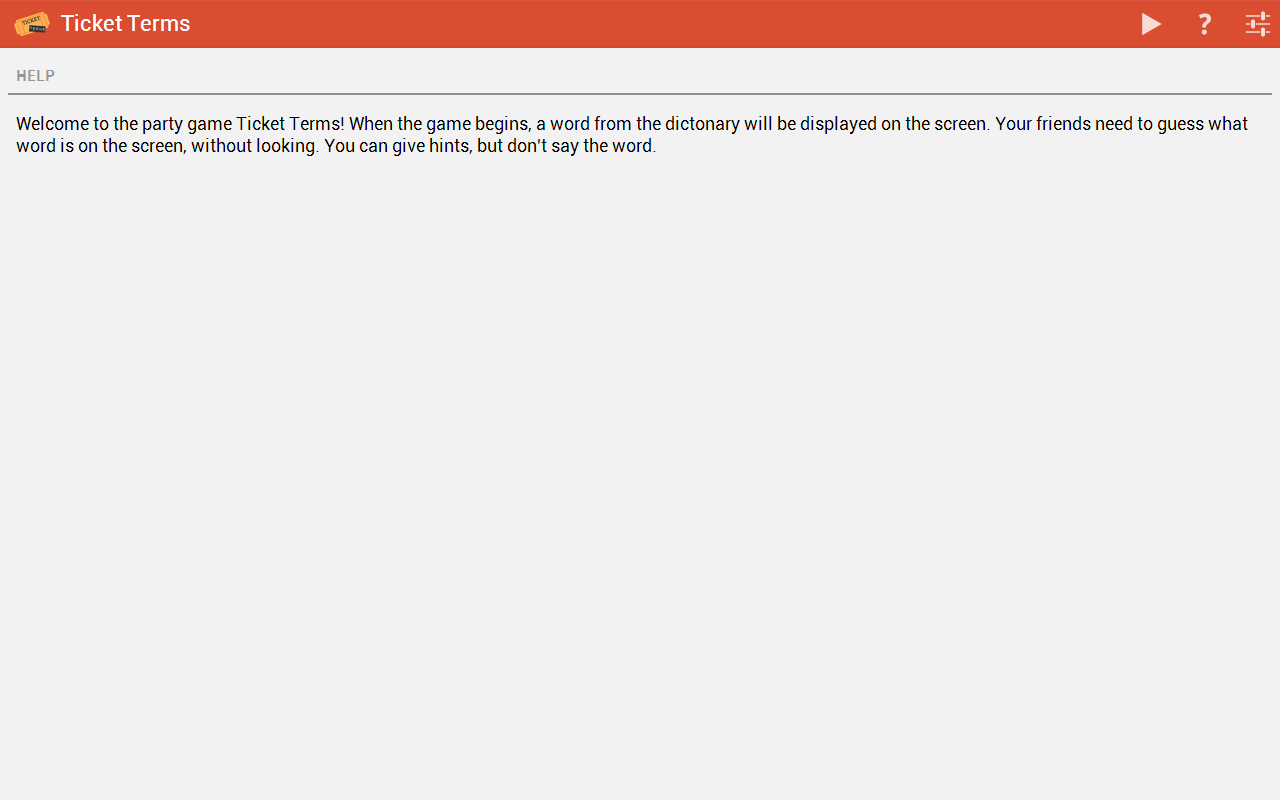 TICKET
TERMS
Ticket Terms
HELP
Welcome to the party game Ticket Terms! When the game begins, a word from the dictonary will be displayed on the screen. Your friends need to guess what
word is on the screen, without looking. You can give hints, but don't say the word.